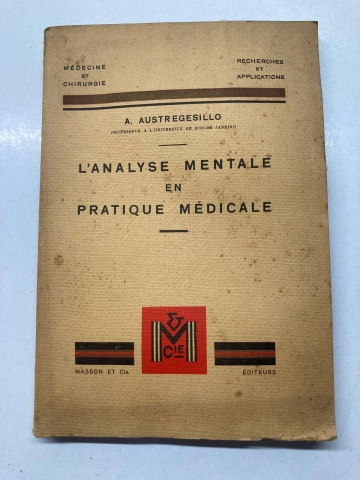 MÉDECINE
ET
CHIRURGIE
RECHERCHES
ET
APPLICATIONS
A. AUSTREGESILLO
PROFESSEUR A L'UNIVERSITÉ DE RIO-DE-JANEIRO
L'ANALYSE MENTALE
EN
PRATIQUE MÉDICALE
&
M
CIE
MASSON ET Cie
ÉDITEURS